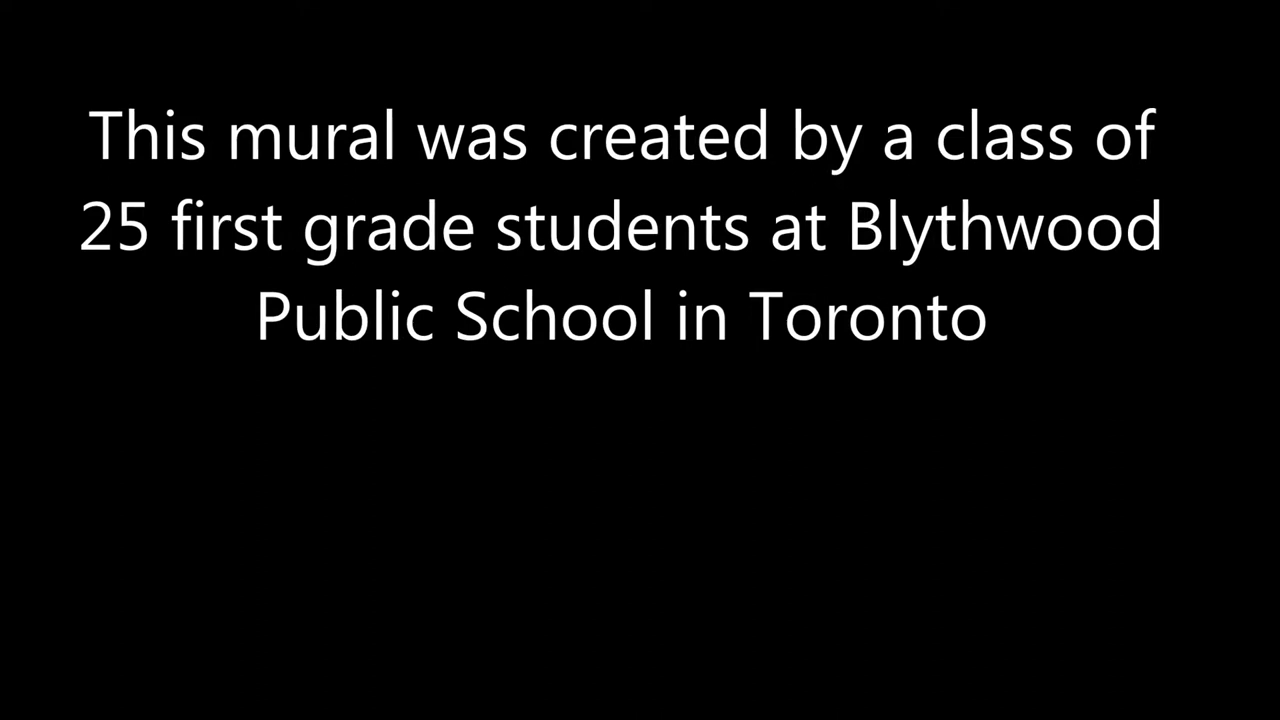 This mural was created by a class of
25 first grade students at Blythwood
Public School in Toronto